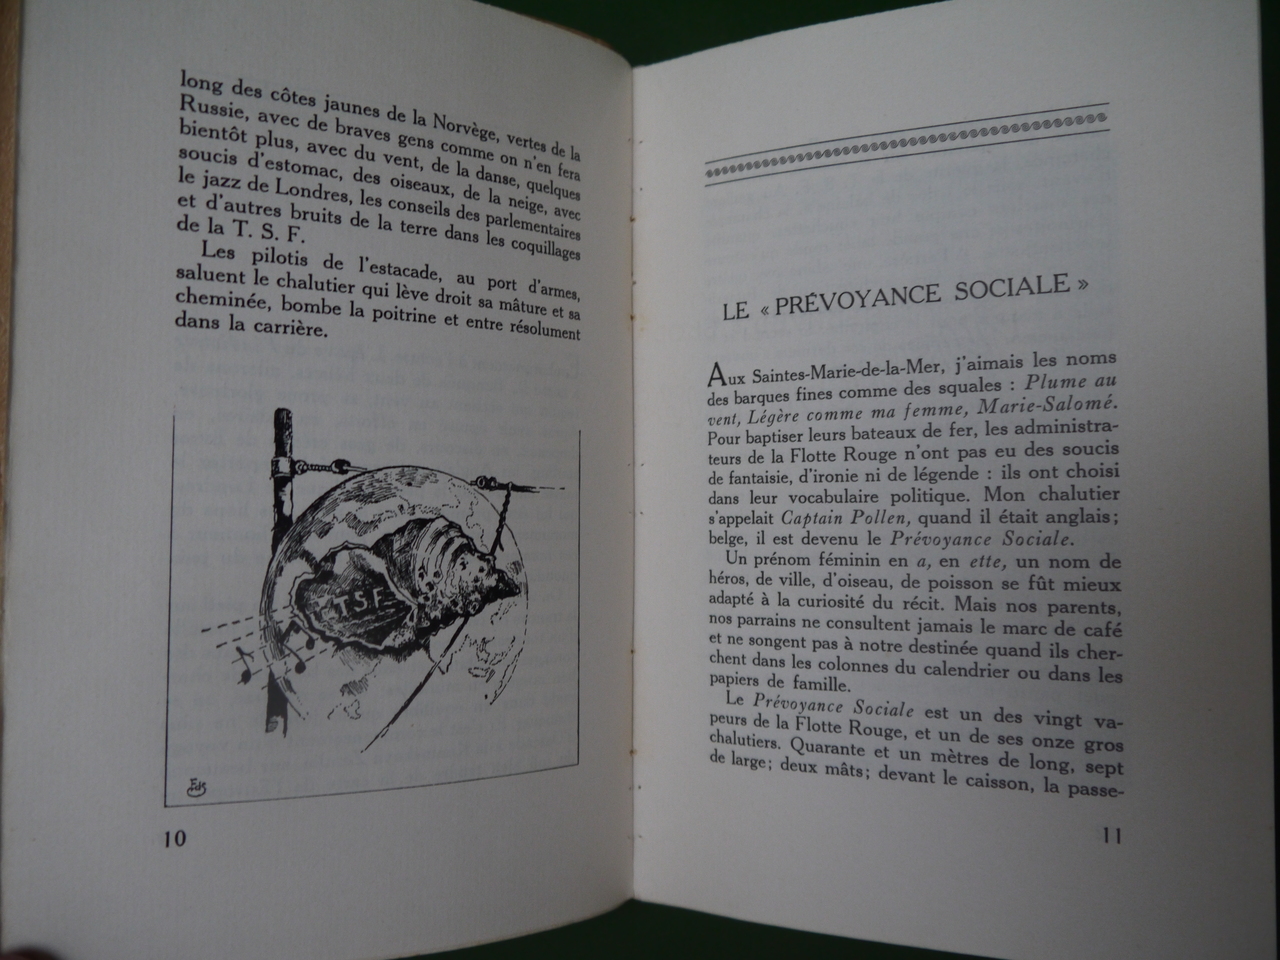 long des côtes jaunes de la Norvège, vertes de la
Russie, avec de braves gens comme on n'en fera
bientôt plus, avec du vent, de la danse, quelques
soucis d'estomac, des oiseaux, de la neige, avec
le jazz de Londres, les conseils des parlementaires
et d'autres bruits de la terre dans les coquillages
de la T. S. F.
Les pilotis de l'estacade, au port d'armes,
saluent le chalutier qui lève droit sa mâture et sa
cheminée, bombe la poitrine et entre résolument
dans la carrière.
T.S.F.
10
LE « PRÉVOYANCE SOCIALE »
Aux Saintes-Marie-de-la-Mer, j'aimais les noms
des barques fines comme des squales : Plume au
vent, Légère comme ma femme, Marie-Salomé.
Pour baptiser leurs bateaux de fer, les administra-
teurs de la Flotte Rouge n'ont pas eu des soucis
de fantaisie, d'ironie ni de légende : ils ont choisi
dans leur vocabulaire politique. Mon chalutier
s'appelait Captain Pollen, quand il était anglais ;
belge, il est devenu le Prévoyance Sociale.
Un prénom féminin en a, en ette, un nom de
héros, de ville, d'oiseau, de poisson se fût mieux
adapté à la curiosité du récit. Mais nos parents,
nos parrains ne consultent jamais le marc de café
et ne songent pas à notre destinée quand ils cher-
chent dans les colonnes du calendrier ou dans les
papiers de famille.
Le Prévoyance Sociale est un des vingt va-
peurs de la Flotte Rouge, et un de ses onze gros
chalutiers. Quarante et un mètres de long, sept
de large ; deux mâts ; devant le caisson, la passe-
11